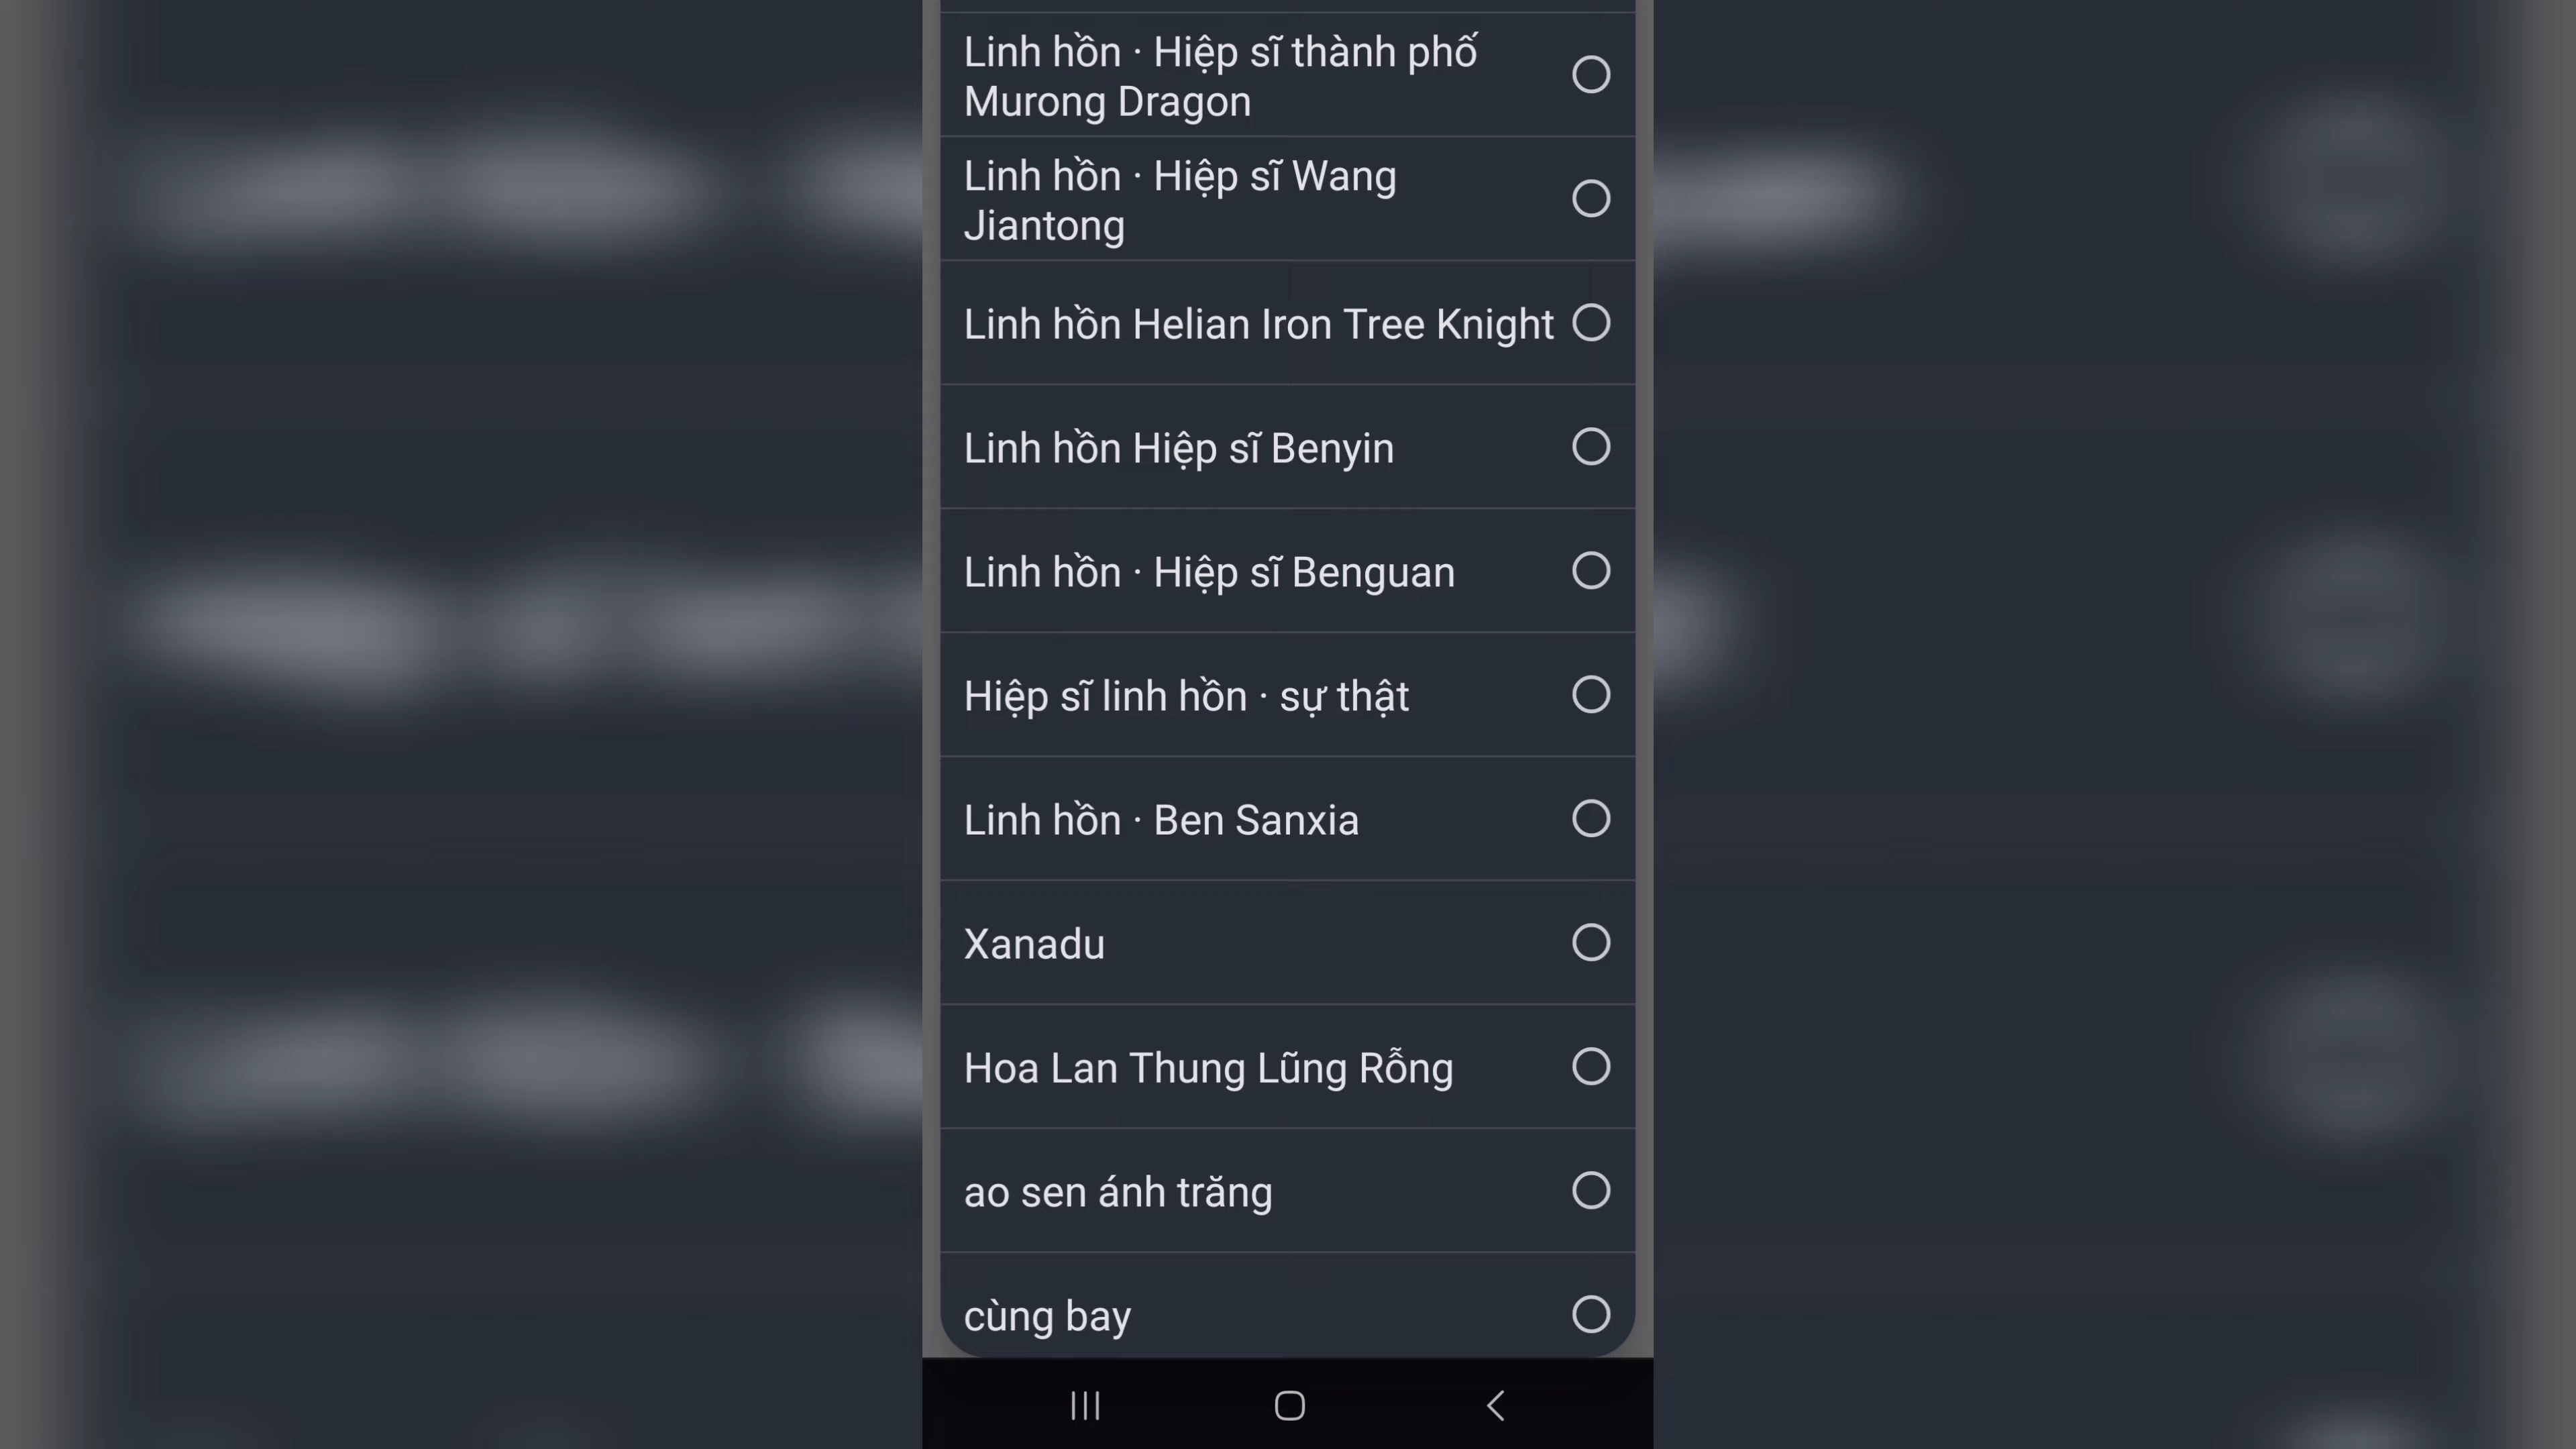 Linh hồn · Hiệp sĩ thành phố
Murong Dragon
Linh hồn · Hiệp sĩ Wang
Jiantong
Linh hồn Helian Iron Tree Knight
Linh hồn Hiệp sĩ Benyin
Linh hồn · Hiệp sĩ Benguan
Hiệp sĩ linh hồn · sự thật
Linh hồn · Ben Sanxia
Xanadu
Hoa Lan Thung Lũng Rỗng
ao sen ánh trăng
cùng bay